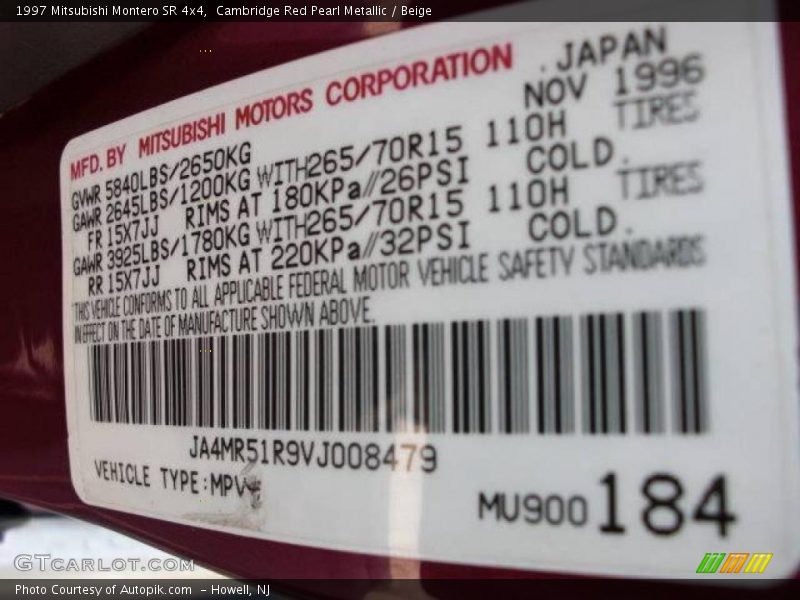 1997 Mitsubishi Montero SR 4x4,  Cambridge Red Pearl Metallic / Beige
MFD. BY MITSUBISHI MOTORS CORPORATION . JAPAN
GVWR 5840LBS/2650KG NOV 1996
GAWR 2645LBS/1200KG WITH265/70R15 110H TIRES
FR 15X7JJ RIMS AT 180KPa//26PSI COLD.
GAWR 3925LBS/1780KG WITH265/70R15 110H TIRES
RR 15X7JJ RIMS AT 220KPa//32PSI COLD.
THIS VEHICLE CONFORMS TO ALL APPLICABLE FEDERAL MOTOR VEHICLE SAFETY STANDARDS
IN EFFECT ON THE DATE OF MANUFACTURE SHOWN ABOVE.
JA4MR51R9VJ008479
VEHICLE TYPE:MPV
MU900184
GTCARLOT.COM
Photo Courtesy of Autopik.com  - Howell, NJ